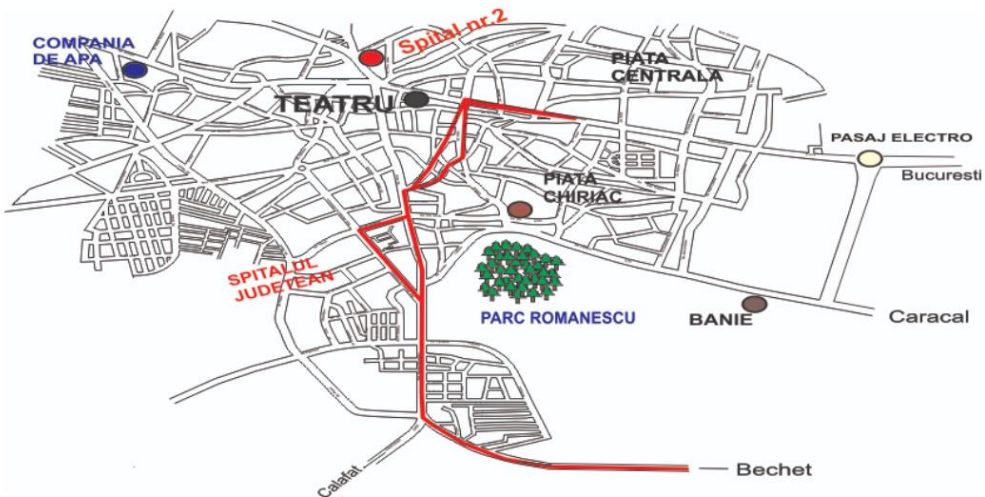 COMPANIA
DE APA
Spital nr.2
PIATA
CENTRALA
TEATRU
PASAJ ELECTRO
Bucuresti
PIATA
CHIRIAC
SPITALUL
JUDETEAN
PARC ROMANESCU
BANIE
Caracal
Calafat
Bechet